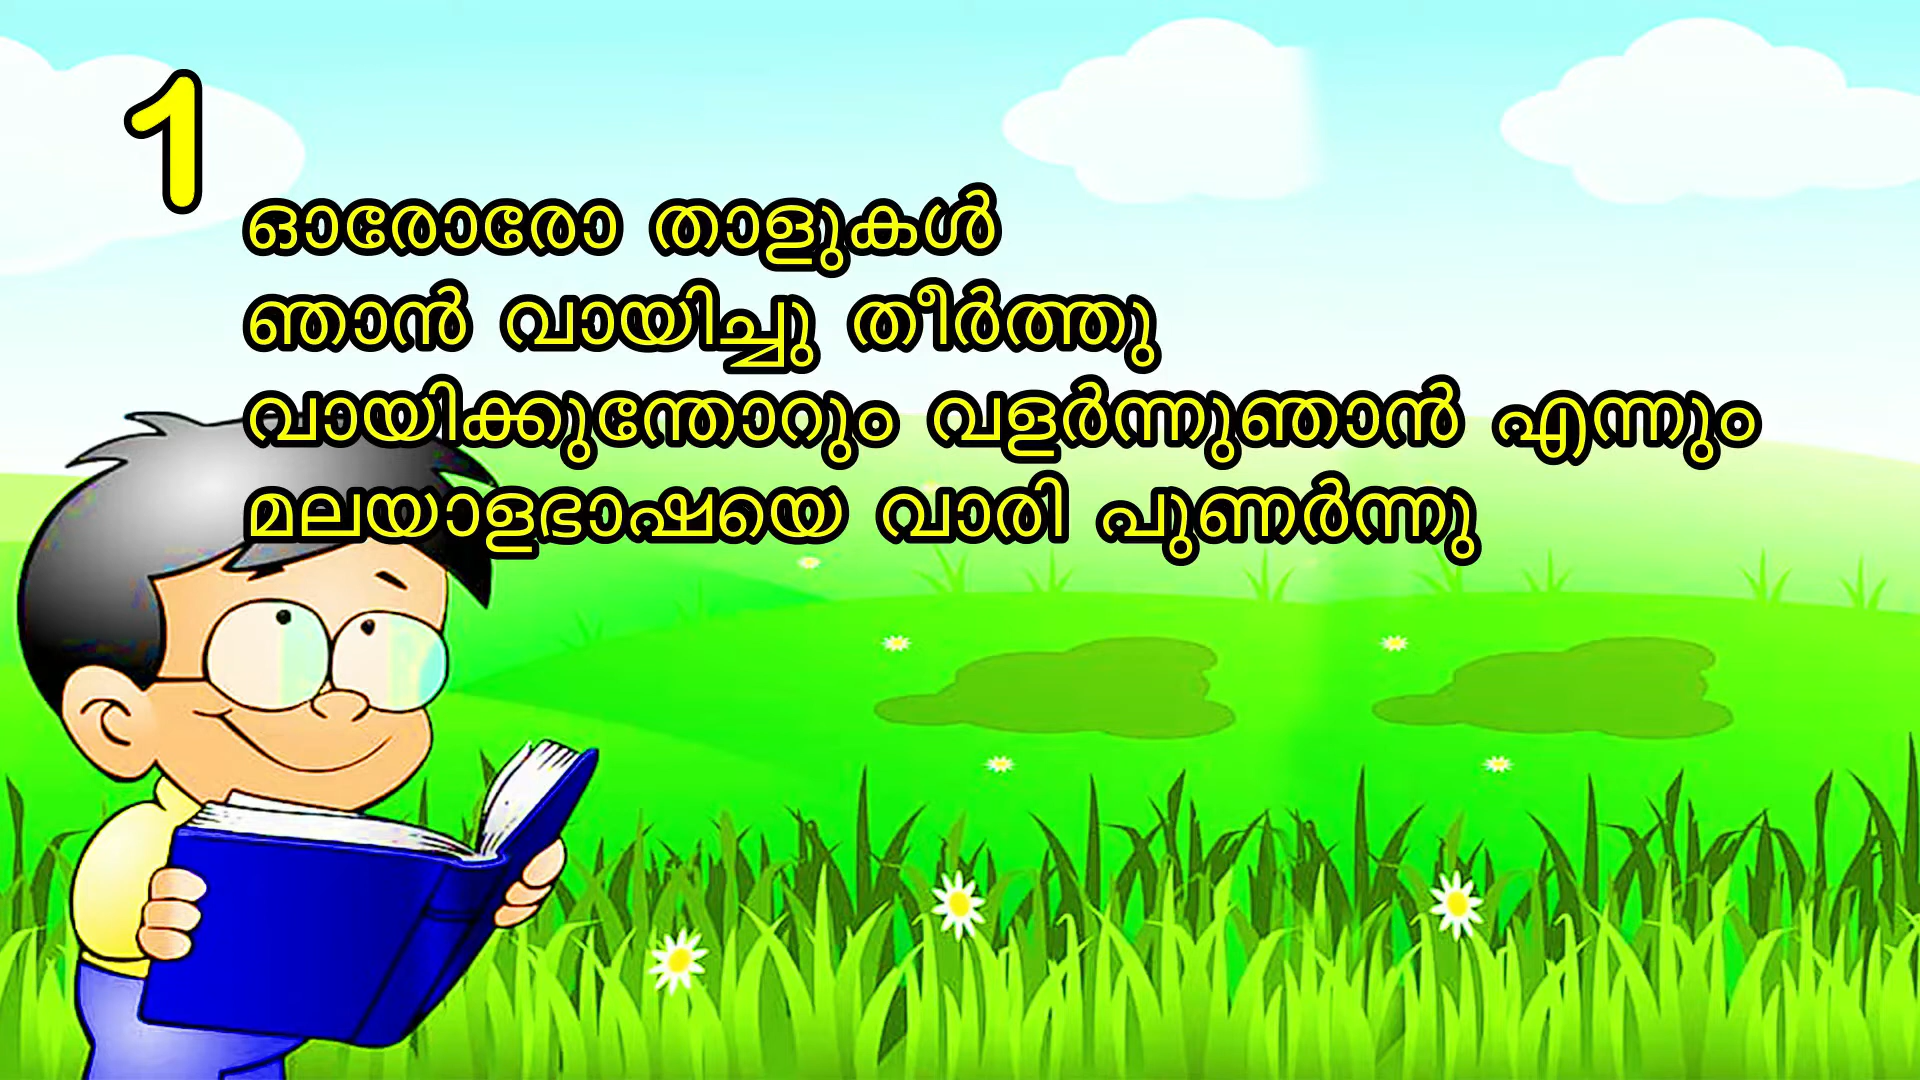 1
ഓരോരോ താളുകൾ
ഞാൻ വായിച്ചു തീർത്തു
വായിക്കുന്തോറും വളർന്നുഞാൻ എന്നും
മലയാളഭാഷയെ വാരി പുണർന്നു